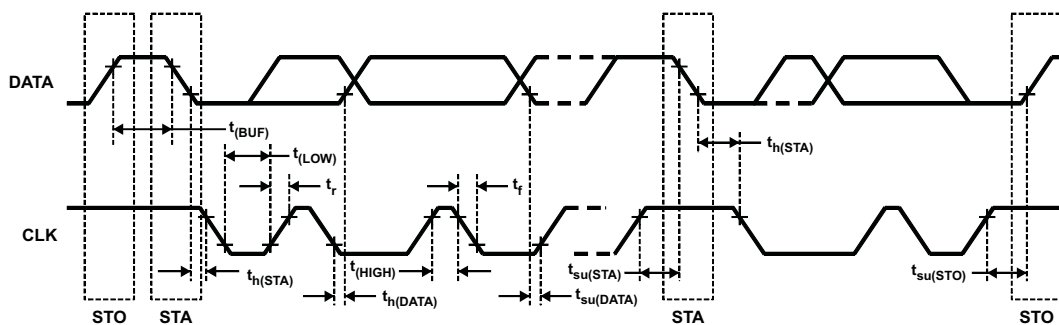 DATA
t(BUF)
t(LOW)
th(STA)
tr
tf
CLK
th(STA)
t(HIGH)
tsu(STA)
tsu(STO)
th(DATA)
tsu(DATA)
STO
STA
STA
STO